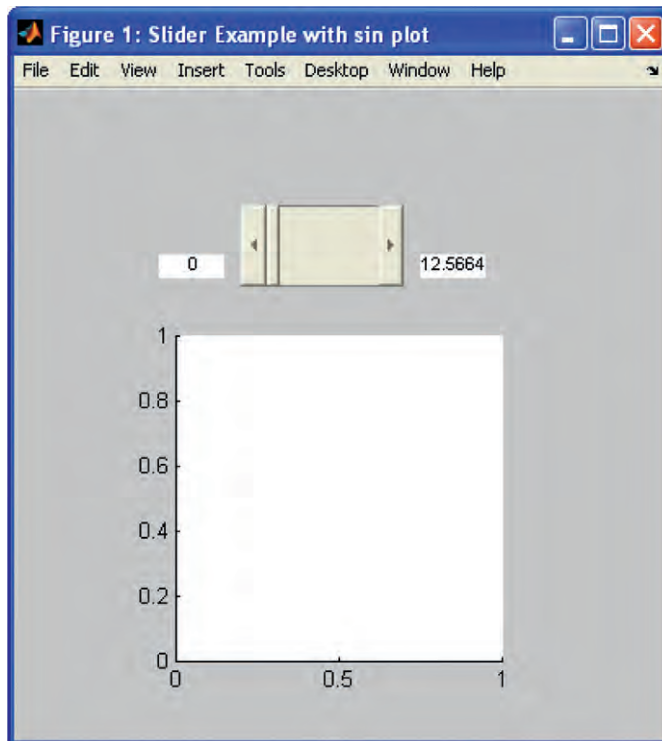 Figure 1: Slider Example with sin plot
File Edit View Insert Tools Desktop Window Help
0 12.5664
1
0.8
0.6
0.4
0.2
0
0 0.5 1